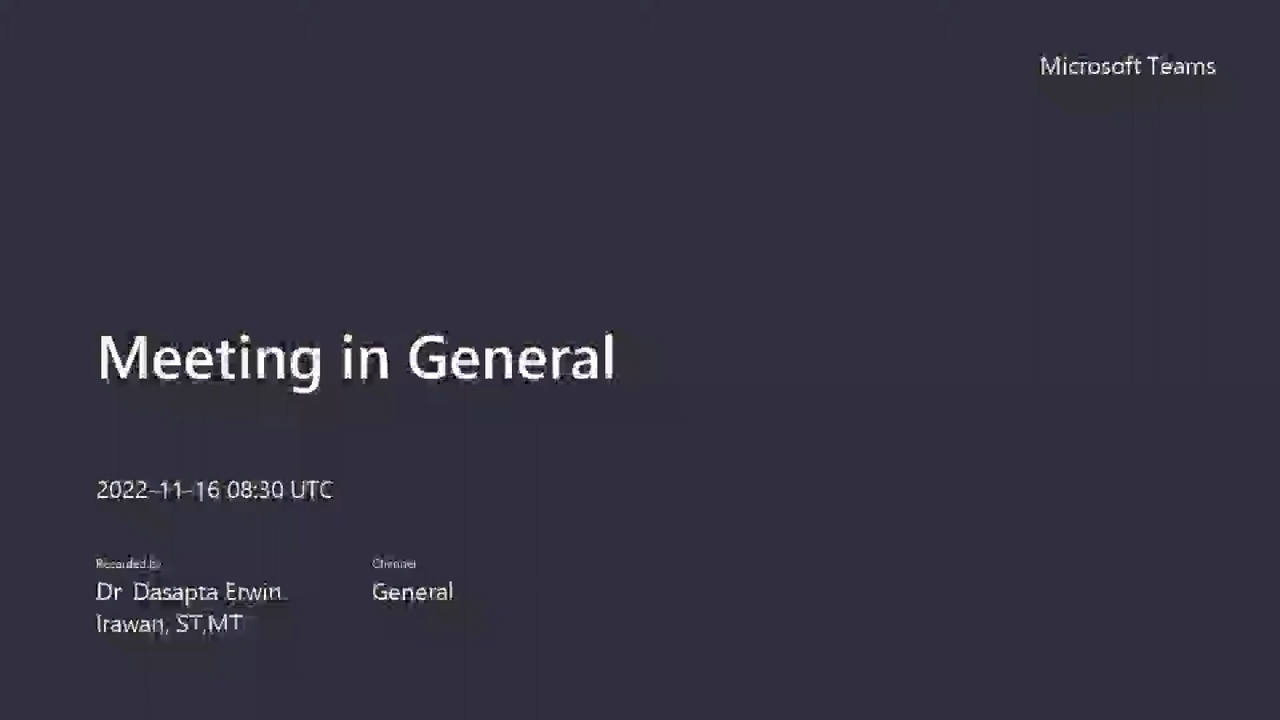 Microsoft Teams
Meeting in General
2022-11-16 08:30 UTC
Recorded by
Channel
Dr. Dasapta Erwin
General
Irawan, ST,MT